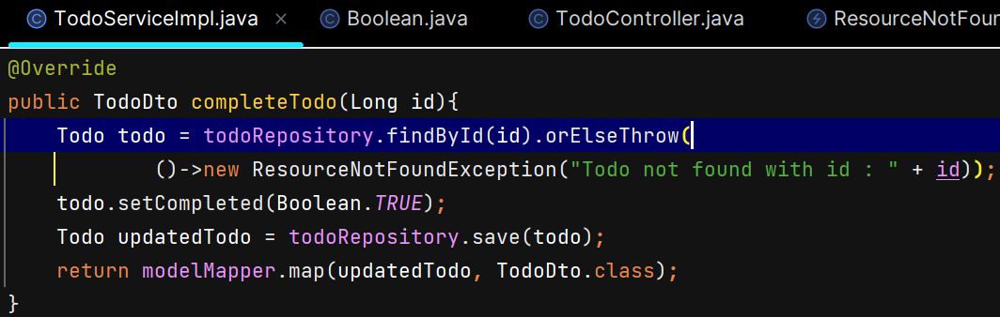 TodoServiceImpl.java × Boolean.java TodoController.java ResourceNotFoun
@Override
public TodoDto completeTodo(Long id){
Todo todo = todoRepository.findById(id).orElseThrow(
()->new ResourceNotFoundException("Todo not found with id : " + id));
todo.setCompleted(Boolean.TRUE);
Todo updatedTodo = todoRepository.save(todo);
return modelMapper.map(updatedTodo, TodoDto.class);
}